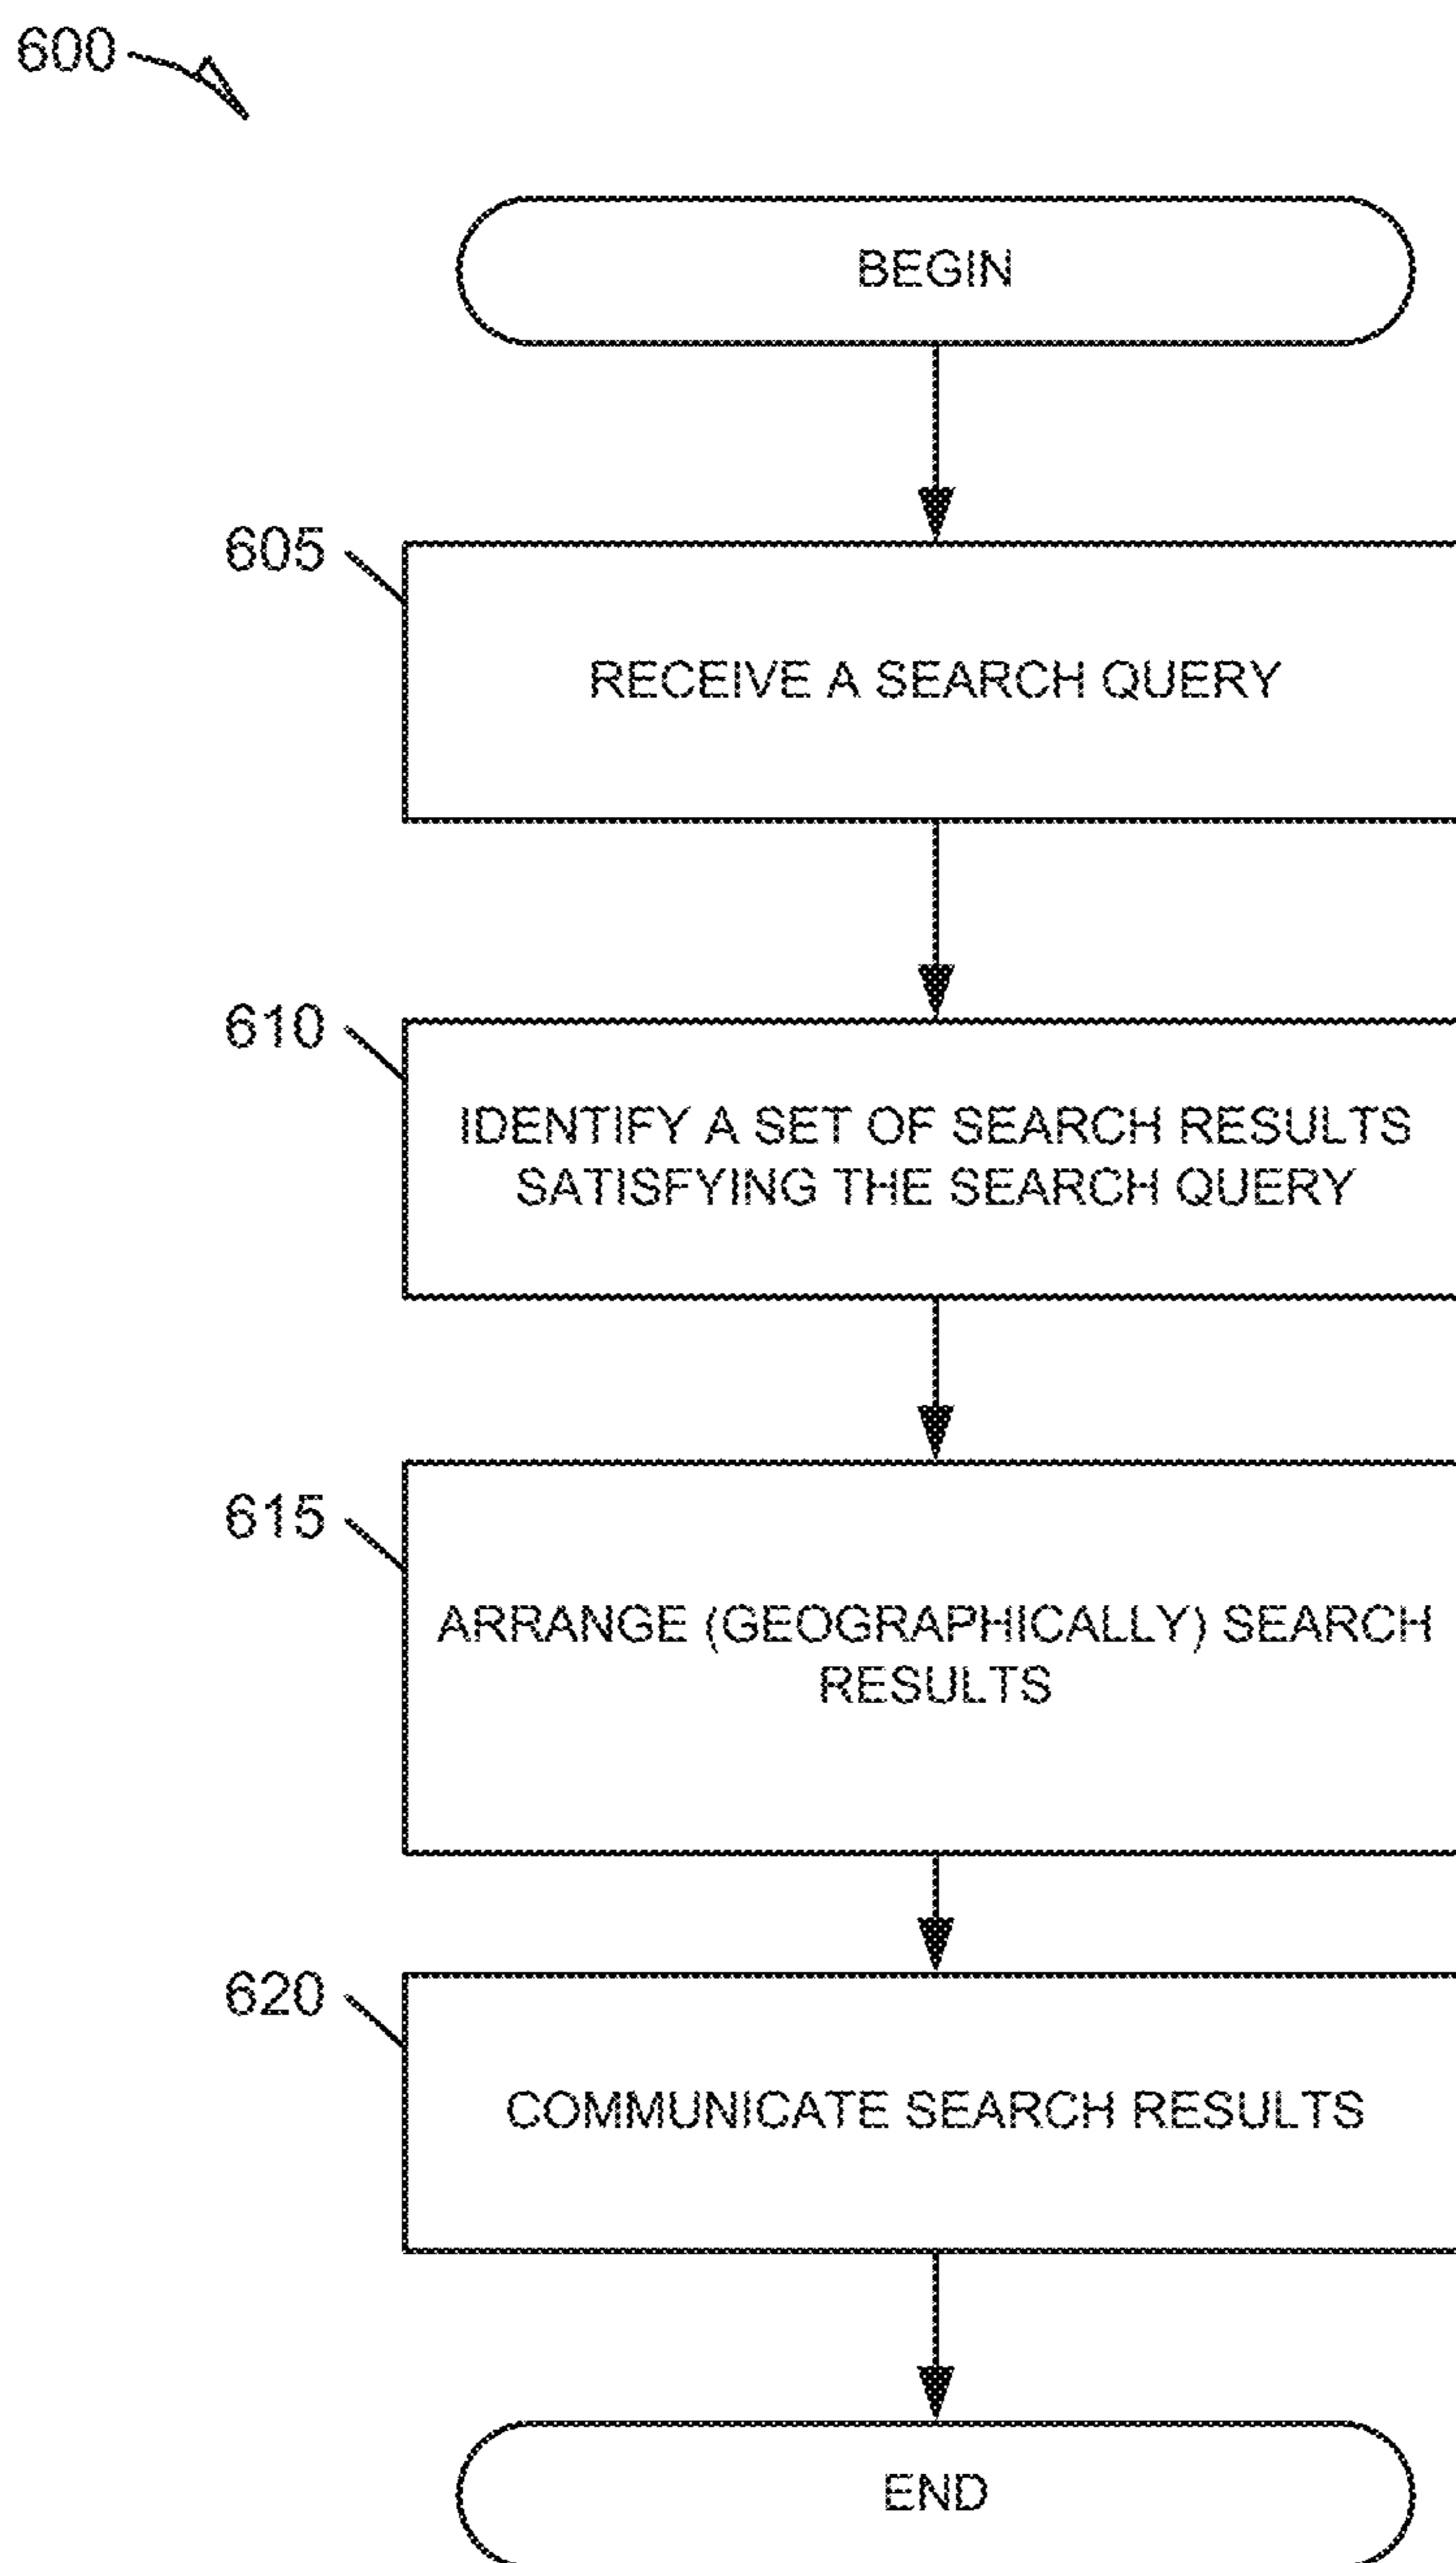 600
BEGIN
605
RECEIVE A SEARCH QUERY
610
IDENTIFY A SET OF SEARCH RESULTS
SATISFYING THE SEARCH QUERY
615
ARRANGE (GEOGRAPHICALLY) SEARCH
RESULTS
620
COMMUNICATE SEARCH RESULTS
END